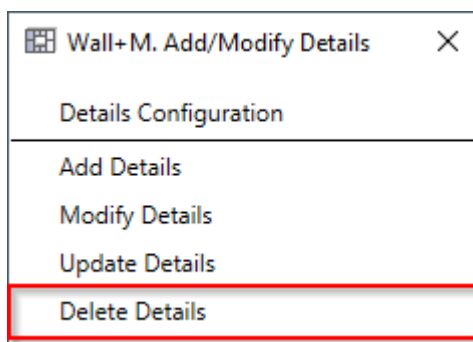 Wall+M. Add/Modify Details
Details Configuration
Add Details
Modify Details
Update Details
Delete Details